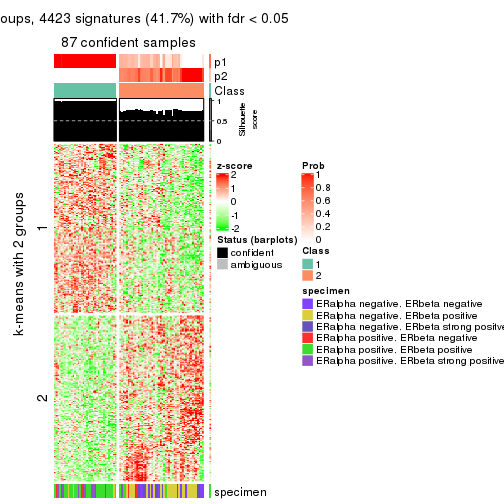 oups, 4423 signatures (41.7%) with fdr < 0.05
87 confident samples
p1
p2
Class
1
0.5
0
Silhouette
score
k-means with 2 groups
1
2
z-score
2
1
0
-1
-2
Status (barplots)
confident
ambiguous
Prob
1
0.8
0.6
0.4
0.2
0
Class
1
2
specimen
ERalpha negative. ERbeta negative
ERalpha negative. ERbeta positive
ERalpha negative. ERbeta strong positive
ERalpha positive. ERbeta negative
ERalpha positive. ERbeta positive
ERalpha positive. ERbeta strong positive
specimen